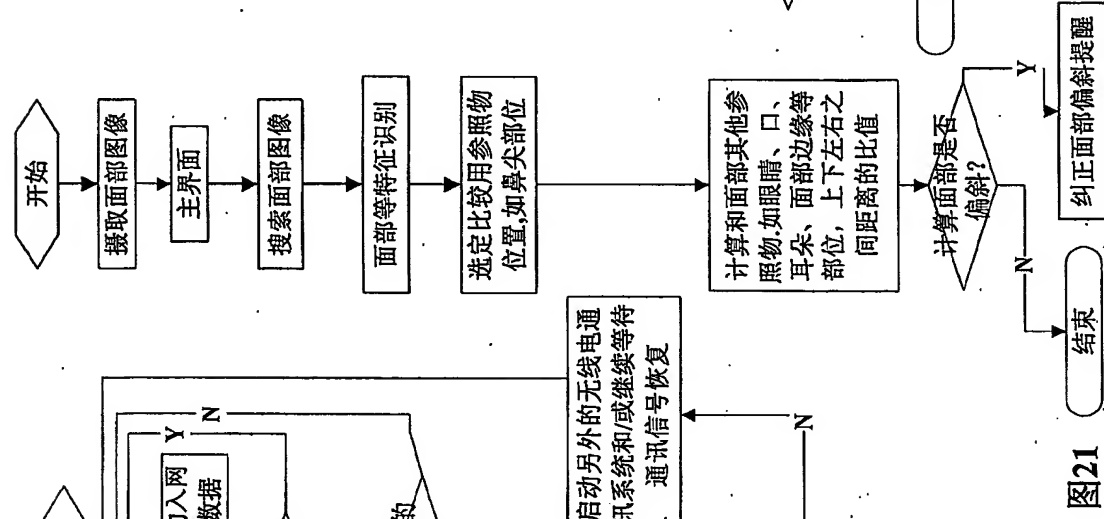 开始
摄取面部图像
主界面
搜索面部图像
面部等特征识别
选定比较用参照物
位置,如鼻尖部位
计算和面部其他参
照物.如眼睛、口、
耳朵、面部边缘等
部位，上下左右之
间距离的比值
计算面部是否
偏斜?
Y
纠正面部偏斜提醒
N
结束
启动另外的无线电通
讯系统和/或继续等待
通讯信号恢复
N
N
Y
入网
数据
的
图21